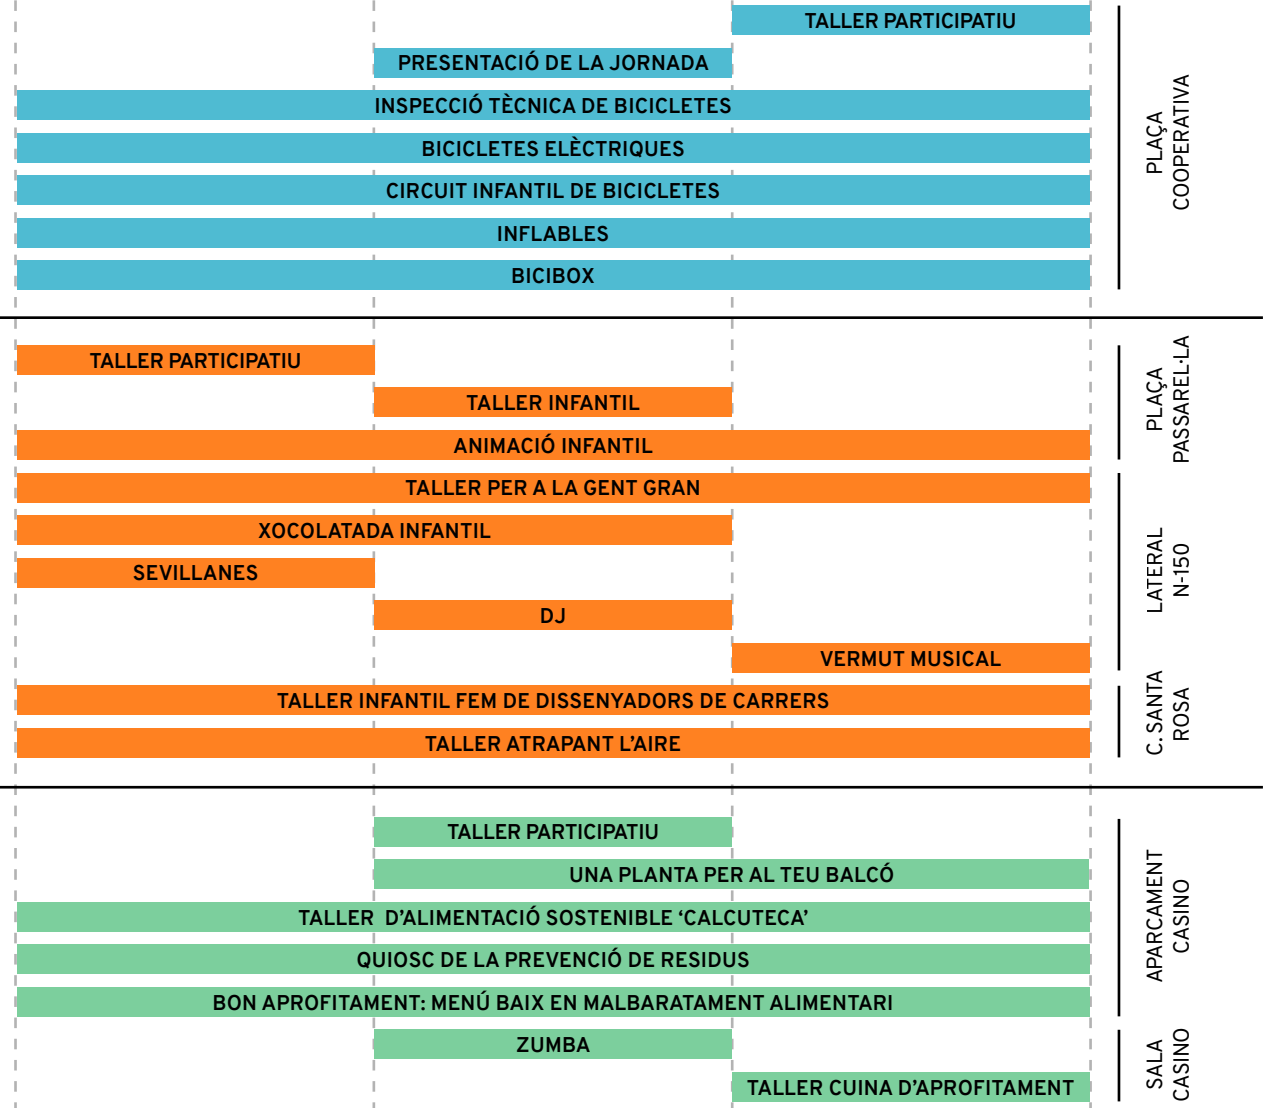 TALLER PARTICIPATIU
PRESENTACIÓ DE LA JORNADA
INSPECCIÓ TÈCNICA DE BICICLETES
BICICLETES ELÈCTRIQUES
CIRCUIT INFANTIL DE BICICLETES
INFLABLES
BICIBOX
PLAÇA
COOPERATIVA
TALLER PARTICIPATIU
TALLER INFANTIL
ANIMACIÓ INFANTIL
PLAÇA
PASSAREL·LA
TALLER PER A LA GENT GRAN
XOCOLATADA INFANTIL
SEVILLANES
DJ
VERMUT MUSICAL
LATERAL
N-150
TALLER INFANTIL FEM DE DISSENYADORS DE CARRERS
TALLER ATRAPANT L’AIRE
C. SANTA
ROSA
TALLER PARTICIPATIU
UNA PLANTA PER AL TEU BALCÓ
TALLER D’ALIMENTACIÓ SOSTENIBLE ‘CALCUTECA’
QUIOSC DE LA PREVENCIÓ DE RESIDUS
BON APROFITAMENT: MENÚ BAIX EN MALBARATAMENT ALIMENTARI
APARCAMENT
CASINO
ZUMBA
TALLER CUINA D’APROFITAMENT
SALA
CASINO